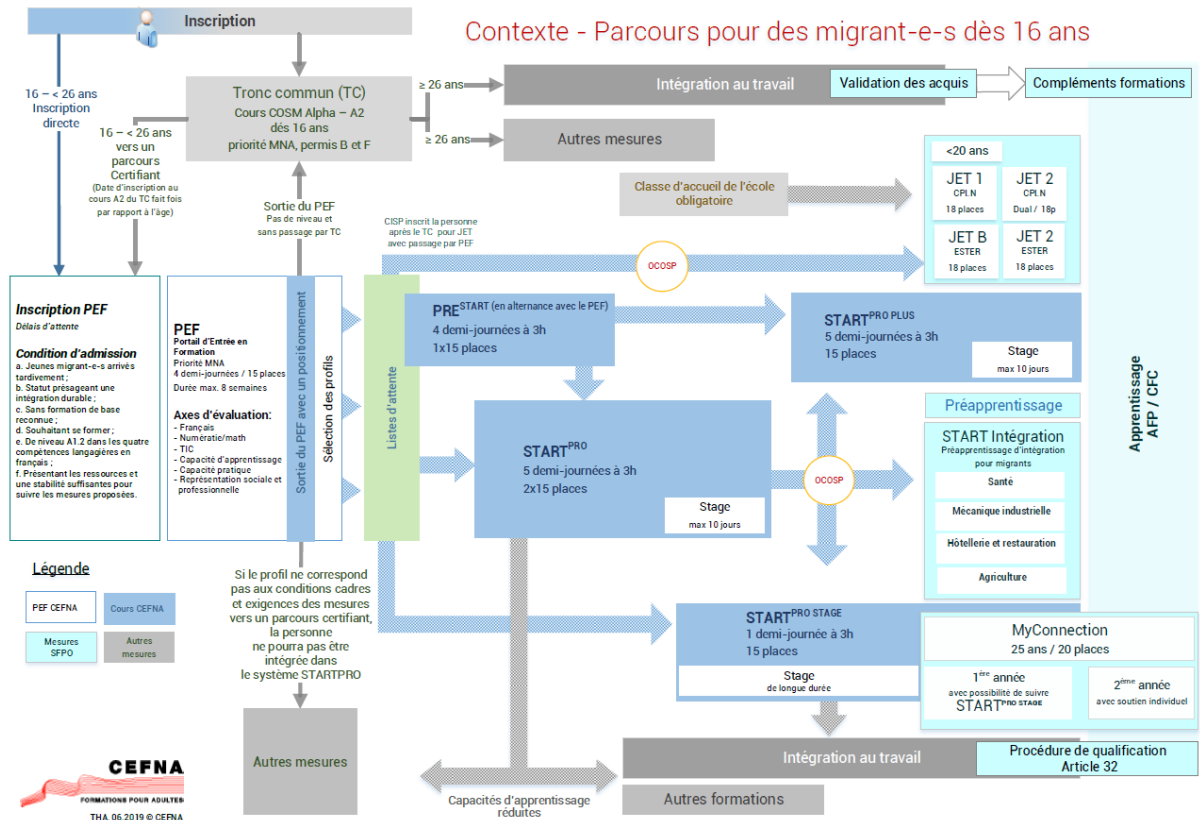 Inscription
Contexte - Parcours pour des migrant-e-s dès 16 ans
16 – < 26 ans
Inscription
directe
16 – < 26 ans
vers un
parcours
Certifiant
(Date d'inscription au
cours A2 du TC fait fois
par rapport à l'âge)
Tronc commun (TC)
Cours COSM Alpha – A2
dés 16 ans
priorité MNA, permis B et F
≥ 26 ans
≥ 26 ans
Intégration au travail
Validation des acquis
Compléments formations
Autres mesures
Classe d'accueil de l'école
obligatoire
<20 ans
JET 1
CPLN
18 places
JET 2
CPLN
Dual / 18p
JET B
ESTER
18 places
JET 2
ESTER
18 places
Sortie du PEF
Pas de niveau et
sans passage par TC
CISP inscrit la personne
après le TC pour JET
avec passage par PEF
OCOSP
Inscription PEF
Délais d'attente
Condition d'admission
a. Jeunes migrant-e-s arrivés
tardivement ;
b. Statut présageant une
intégration durable ;
c. Sans formation de base
reconnue ;
d. Souhaitant se former ;
e. De niveau A1.2 dans les quatre
compétences langagières en
français ;
f. Présentant les ressources et
une stabilité suffisantes pour
suivre les mesures proposées.
PEF
Portail d'Entrée en
Formation
Priorité MNA
4 demi-journées / 15 places
Durée max. 8 semaines
Axes d'évaluation:
- Français
- Numératie/math
- TIC
- Capacité d'apprentissage
- Capacité pratique
- Représentation sociale et
professionnelle
Sortie du PEF avec un positionnement
Sélection des profils
Listes d'attente
PRE START (en alternance avec le PEF)
4 demi-journées à 3h
1x15 places
START PRO PLUS
5 demi-journées à 3h
15 places
Stage
max 10 jours
START PRO
5 demi-journées à 3h
2x15 places
Stage
max 10 jours
OCOSP
Préapprentissage
START Intégration
Préapprentissage d'intégration
pour migrants
Santé
Mécanique industrielle
Hôtellerie et restauration
Agriculture
Apprentissage
AFP / CFC
Légende
PEF CEFNA
Cours CEFNA
Mesures
SFPO
Autres
mesures
Si le profil ne correspond
pas aux conditions cadres
et exigences des mesures
vers un parcours certifiant,
la personne
ne pourra pas être
intégrée dans
le système STARTPRO
START PRO STAGE
1 demi-journée à 3h
15 places
Stage
de longue durée
MyConnection
25 ans / 20 places
1ère année
avec possibilité de suivre
START PRO STAGE
2ème année
avec soutien individuel
Autres mesures
Intégration au travail
Procédure de qualification
Article 32
Capacités d'apprentissage
réduites
Autres formations
CEFNA
FORMATIONS POUR ADULTES
THA. 06.2019 © CEFNA